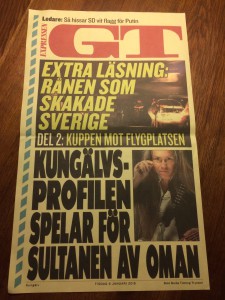 Ledare: Så hissar SD vit flagg för Putin
EXPRESSEN
GT
EXTRA LÄSNING:
RÅNEN SOM
SKAKADE
SVERIGE
DEL 2: KUPPEN MOT FLYGPLATSEN
KUNGÄLVS-
PROFILEN
SPELAR FÖR
SULTANEN AV OMAN